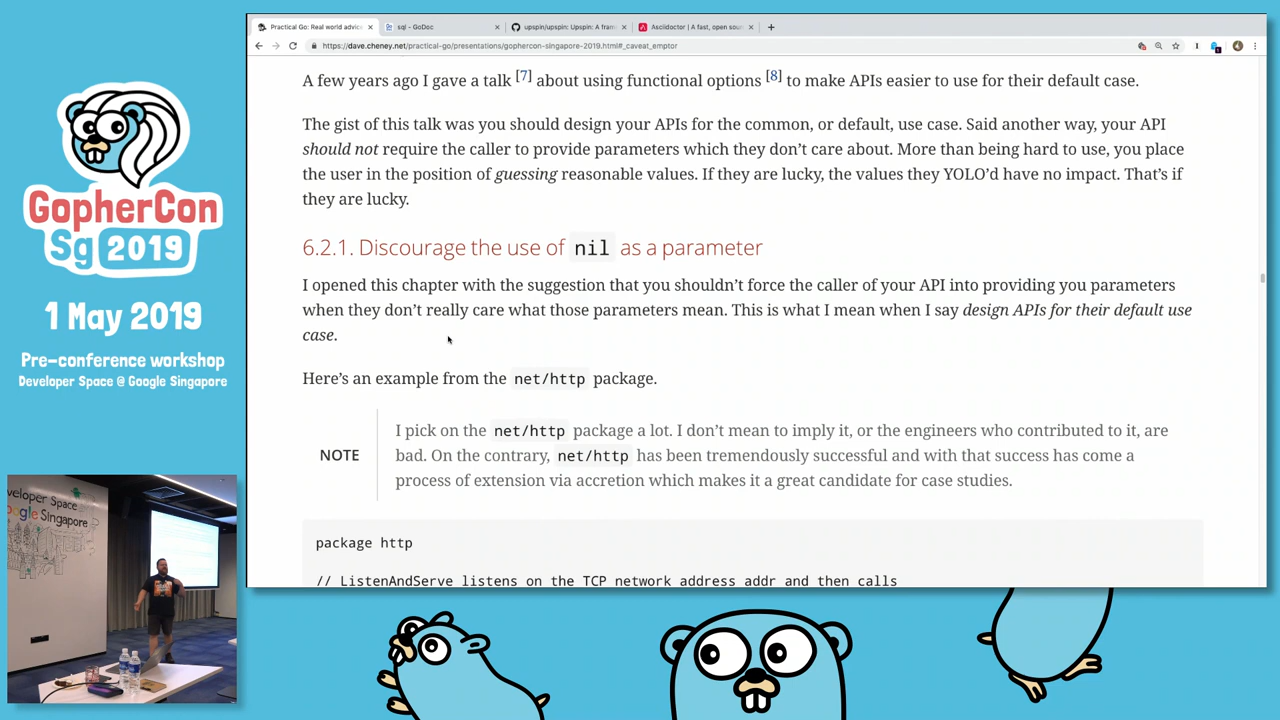 Practical Go: Real world advice
sql - GoDoc
upspin/upspin: Upspin: A fram
Asciidoctor | A fast, open sour
https://dave.cheney.net/practical-go/presentations/gophercon-singapore-2019.html#_caveat_emptor
A few years ago I gave a talk [7] about using functional options [8] to make APIs easier to use for their default case.
The gist of this talk was you should design your APIs for the common, or default, use case. Said another way, your API
should not require the caller to provide parameters which they don’t care about. More than being hard to use, you place
the user in the position of guessing reasonable values. If they are lucky, the values they YOLO’d have no impact. That’s if
they are lucky.
6.2.1. Discourage the use of nil as a parameter
I opened this chapter with the suggestion that you shouldn’t force the caller of your API into providing you parameters
when they don’t really care what those parameters mean. This is what I mean when I say design APIs for their default use
case.
Here’s an example from the net/http package.
NOTE
I pick on the net/http package a lot. I don’t mean to imply it, or the engineers who contributed to it, are
bad. On the contrary, net/http has been tremendously successful and with that success has come a
process of extension via accretion which makes it a great candidate for case studies.
package http
// ListenAndServe listens on the TCP network address addr and then calls
GopherCon
Sg 2019
1 May 2019
Pre-conference workshop
Developer Space @ Google Singapore
eveloper Space
Google Singapore